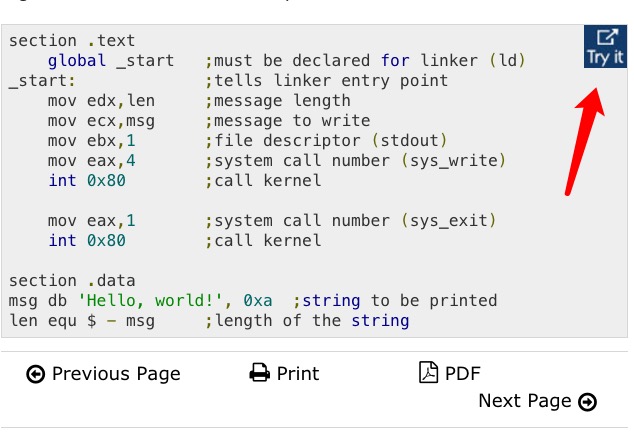 section .text
Try it
    global _start   ;must be declared for linker (ld)
_start:             ;tells linker entry point
    mov edx,len     ;message length
    mov ecx,msg     ;message to write
    mov ebx,1       ;file descriptor (stdout)
    mov eax,4       ;system call number (sys_write)
    int 0x80        ;call kernel

    mov eax,1       ;system call number (sys_exit)
    int 0x80        ;call kernel

section .data
msg db 'Hello, world!', 0xa  ;string to be printed
len equ $ - msg     ;length of the string
Previous Page Print PDF
Next Page